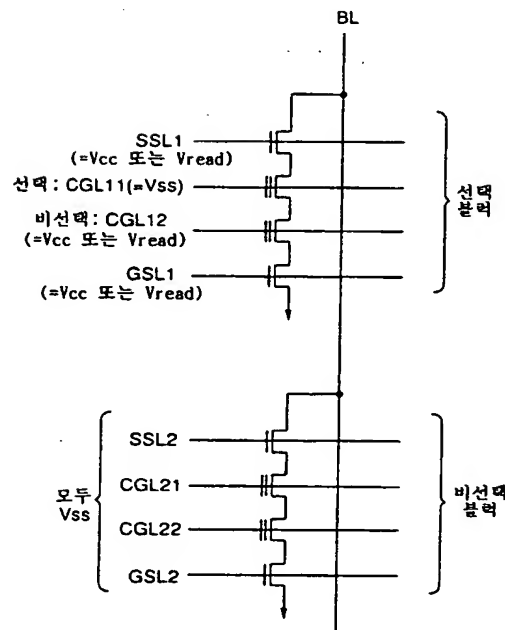 BL
SSL1
(=Vcc 또는 Vread)
선택: CGL11(=Vss)
비선택: CGL12
(=Vcc 또는 Vread)
GSL1
(=Vcc 또는 Vread)
선택
블럭
SSL2
CGL21
CGL22
GSL2
모두
Vss
비선택
블럭